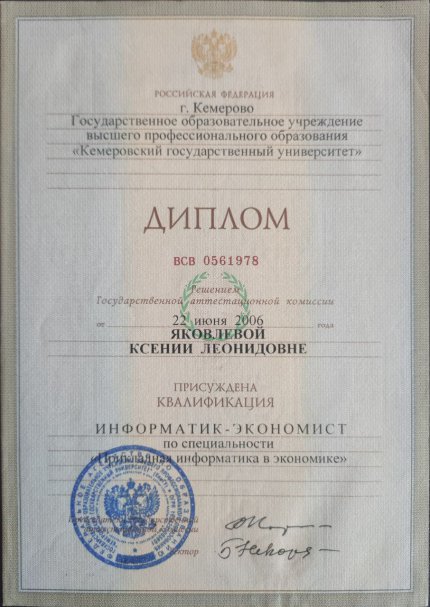 РОССИЙСКАЯ ФЕДЕРАЦИЯ
г. Кемерово
Государственное образовательное учреждение
высшего профессионального образования
«Кемеровский государственный университет»
ДИПЛОМ
ВСВ 0561978
Решением
Государственной аттестационной комиссии
от 22 июня 2006 года
ЯКОВЛЕВОЙ
КСЕНИИ ЛЕОНИДОВНЕ
ПРИСУЖДЕНА
КВАЛИФИКАЦИЯ
ИНФОРМАТИК-ЭКОНОМИСТ
по специальности
«Прикладная информатика в экономике»